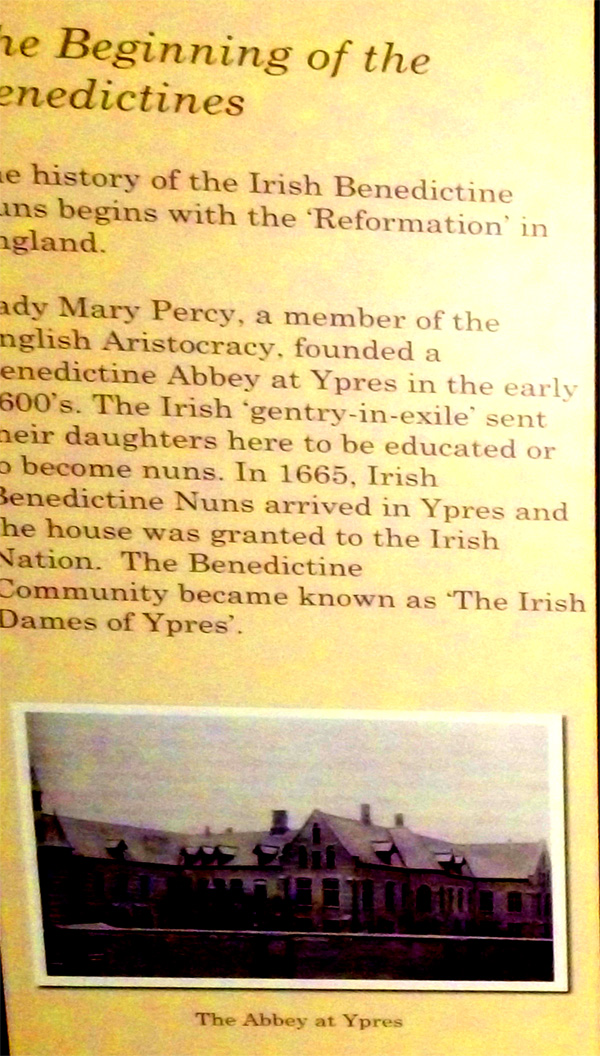 he Beginning of the
enedictines
ne history of the Irish Benedictine
uns begins with the ‘Reformation’ in
ngland.
ady Mary Percy, a member of the
nglish Aristocracy, founded a
enedictine Abbey at Ypres in the early
600’s. The Irish ‘gentry-in-exile’ sent
heir daughters here to be educated or
o become nuns. In 1665, Irish
Benedictine Nuns arrived in Ypres and
he house was granted to the Irish
Nation. The Benedictine
Community became known as ‘The Irish
Dames of Ypres’.
The Abbey at Ypres